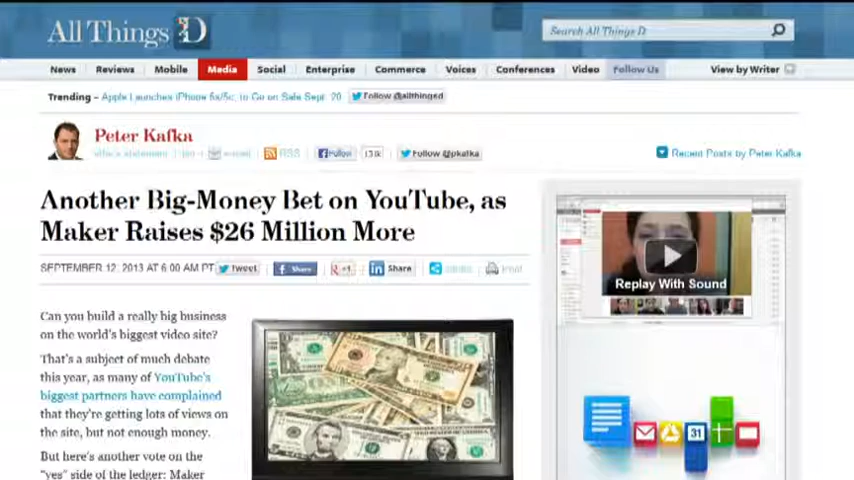 All Things D
Search All Things D
News Reviews Mobile Media Social Enterprise Commerce Voices Conferences Video Follow Us View by Writer
Trending – Apple Launches iPhone 5s/5c, to Go on Sale Sept. 20 Follow @allthingsd
Peter Kafka
ethics statement RSS Follow Follow @pkafka Recent Posts by Peter Kafka
Another Big-Money Bet on YouTube, as
Maker Raises $26 Million More
SEPTEMBER 12, 2013 AT 6:00 AM PT Tweet Share +1 Share Share Print
Replay With Sound
Can you build a really big business
on the world's biggest video site?
That's a subject of much debate
this year, as many of YouTube's
biggest partners have complained
that they're getting lots of views on
the site, but not enough money.
But here's another vote on the
"yes" side of the ledger: Maker
31